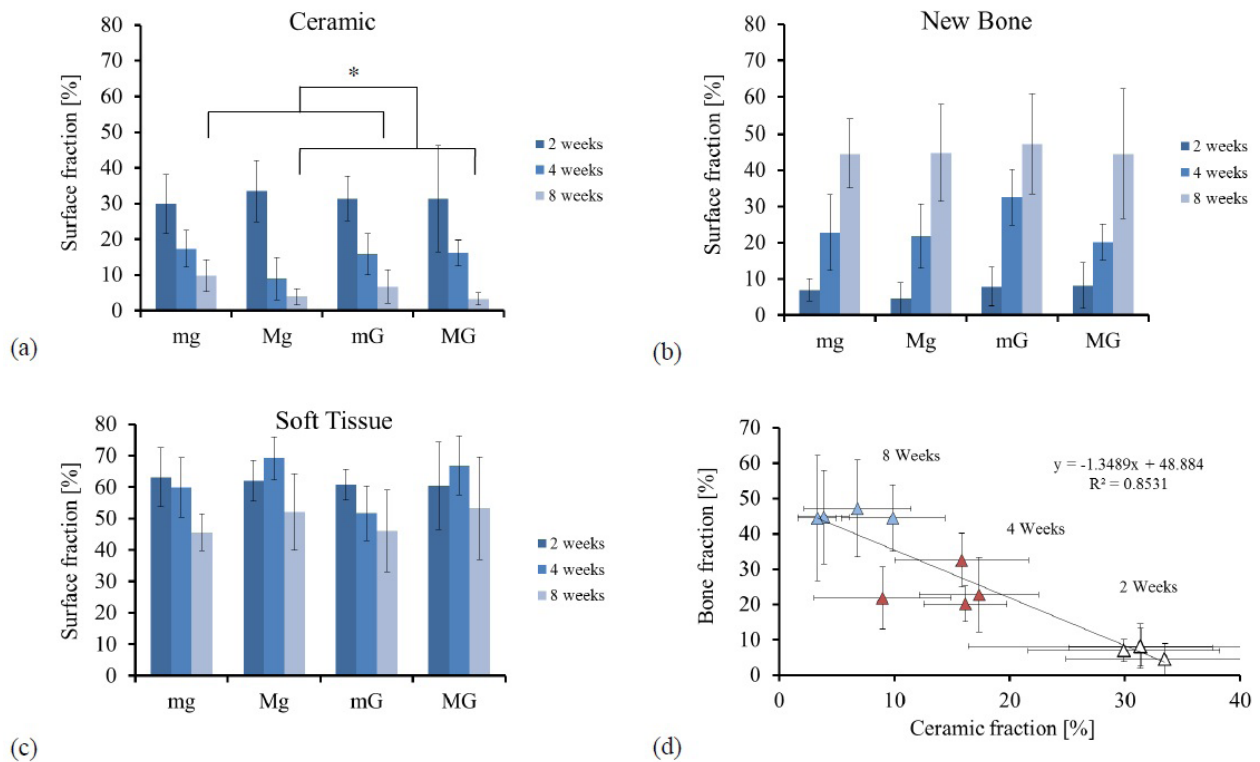 Ceramic
Surface fraction [%]
80
70
60
50
40
30
20
10
0
*
2 weeks
4 weeks
8 weeks
mg Mg mG MG
(a)
New Bone
Surface fraction [%]
80
70
60
50
40
30
20
10
0
2 weeks
4 weeks
8 weeks
mg Mg mG MG
(b)
Soft Tissue
Surface fraction [%]
80
70
60
50
40
30
20
10
0
2 weeks
4 weeks
8 weeks
mg Mg mG MG
(c)
Bone fraction [%]
70
60
50
40
30
20
10
0
8 Weeks
y = -1.3489x + 48.884
R² = 0.8531
4 Weeks
2 Weeks
0 10 20 30 40
Ceramic fraction [%]
(d)